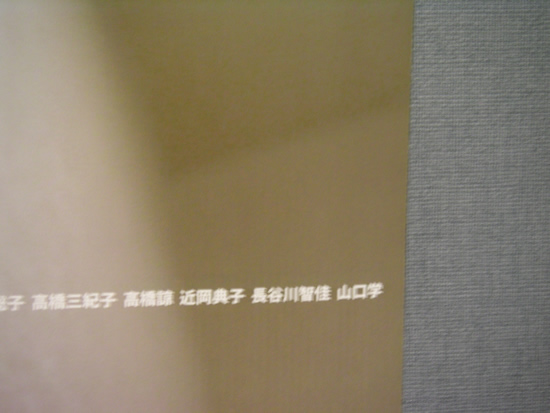 子 高橋三紀子 高橋諒 近岡典子 長谷川智佳 山口学